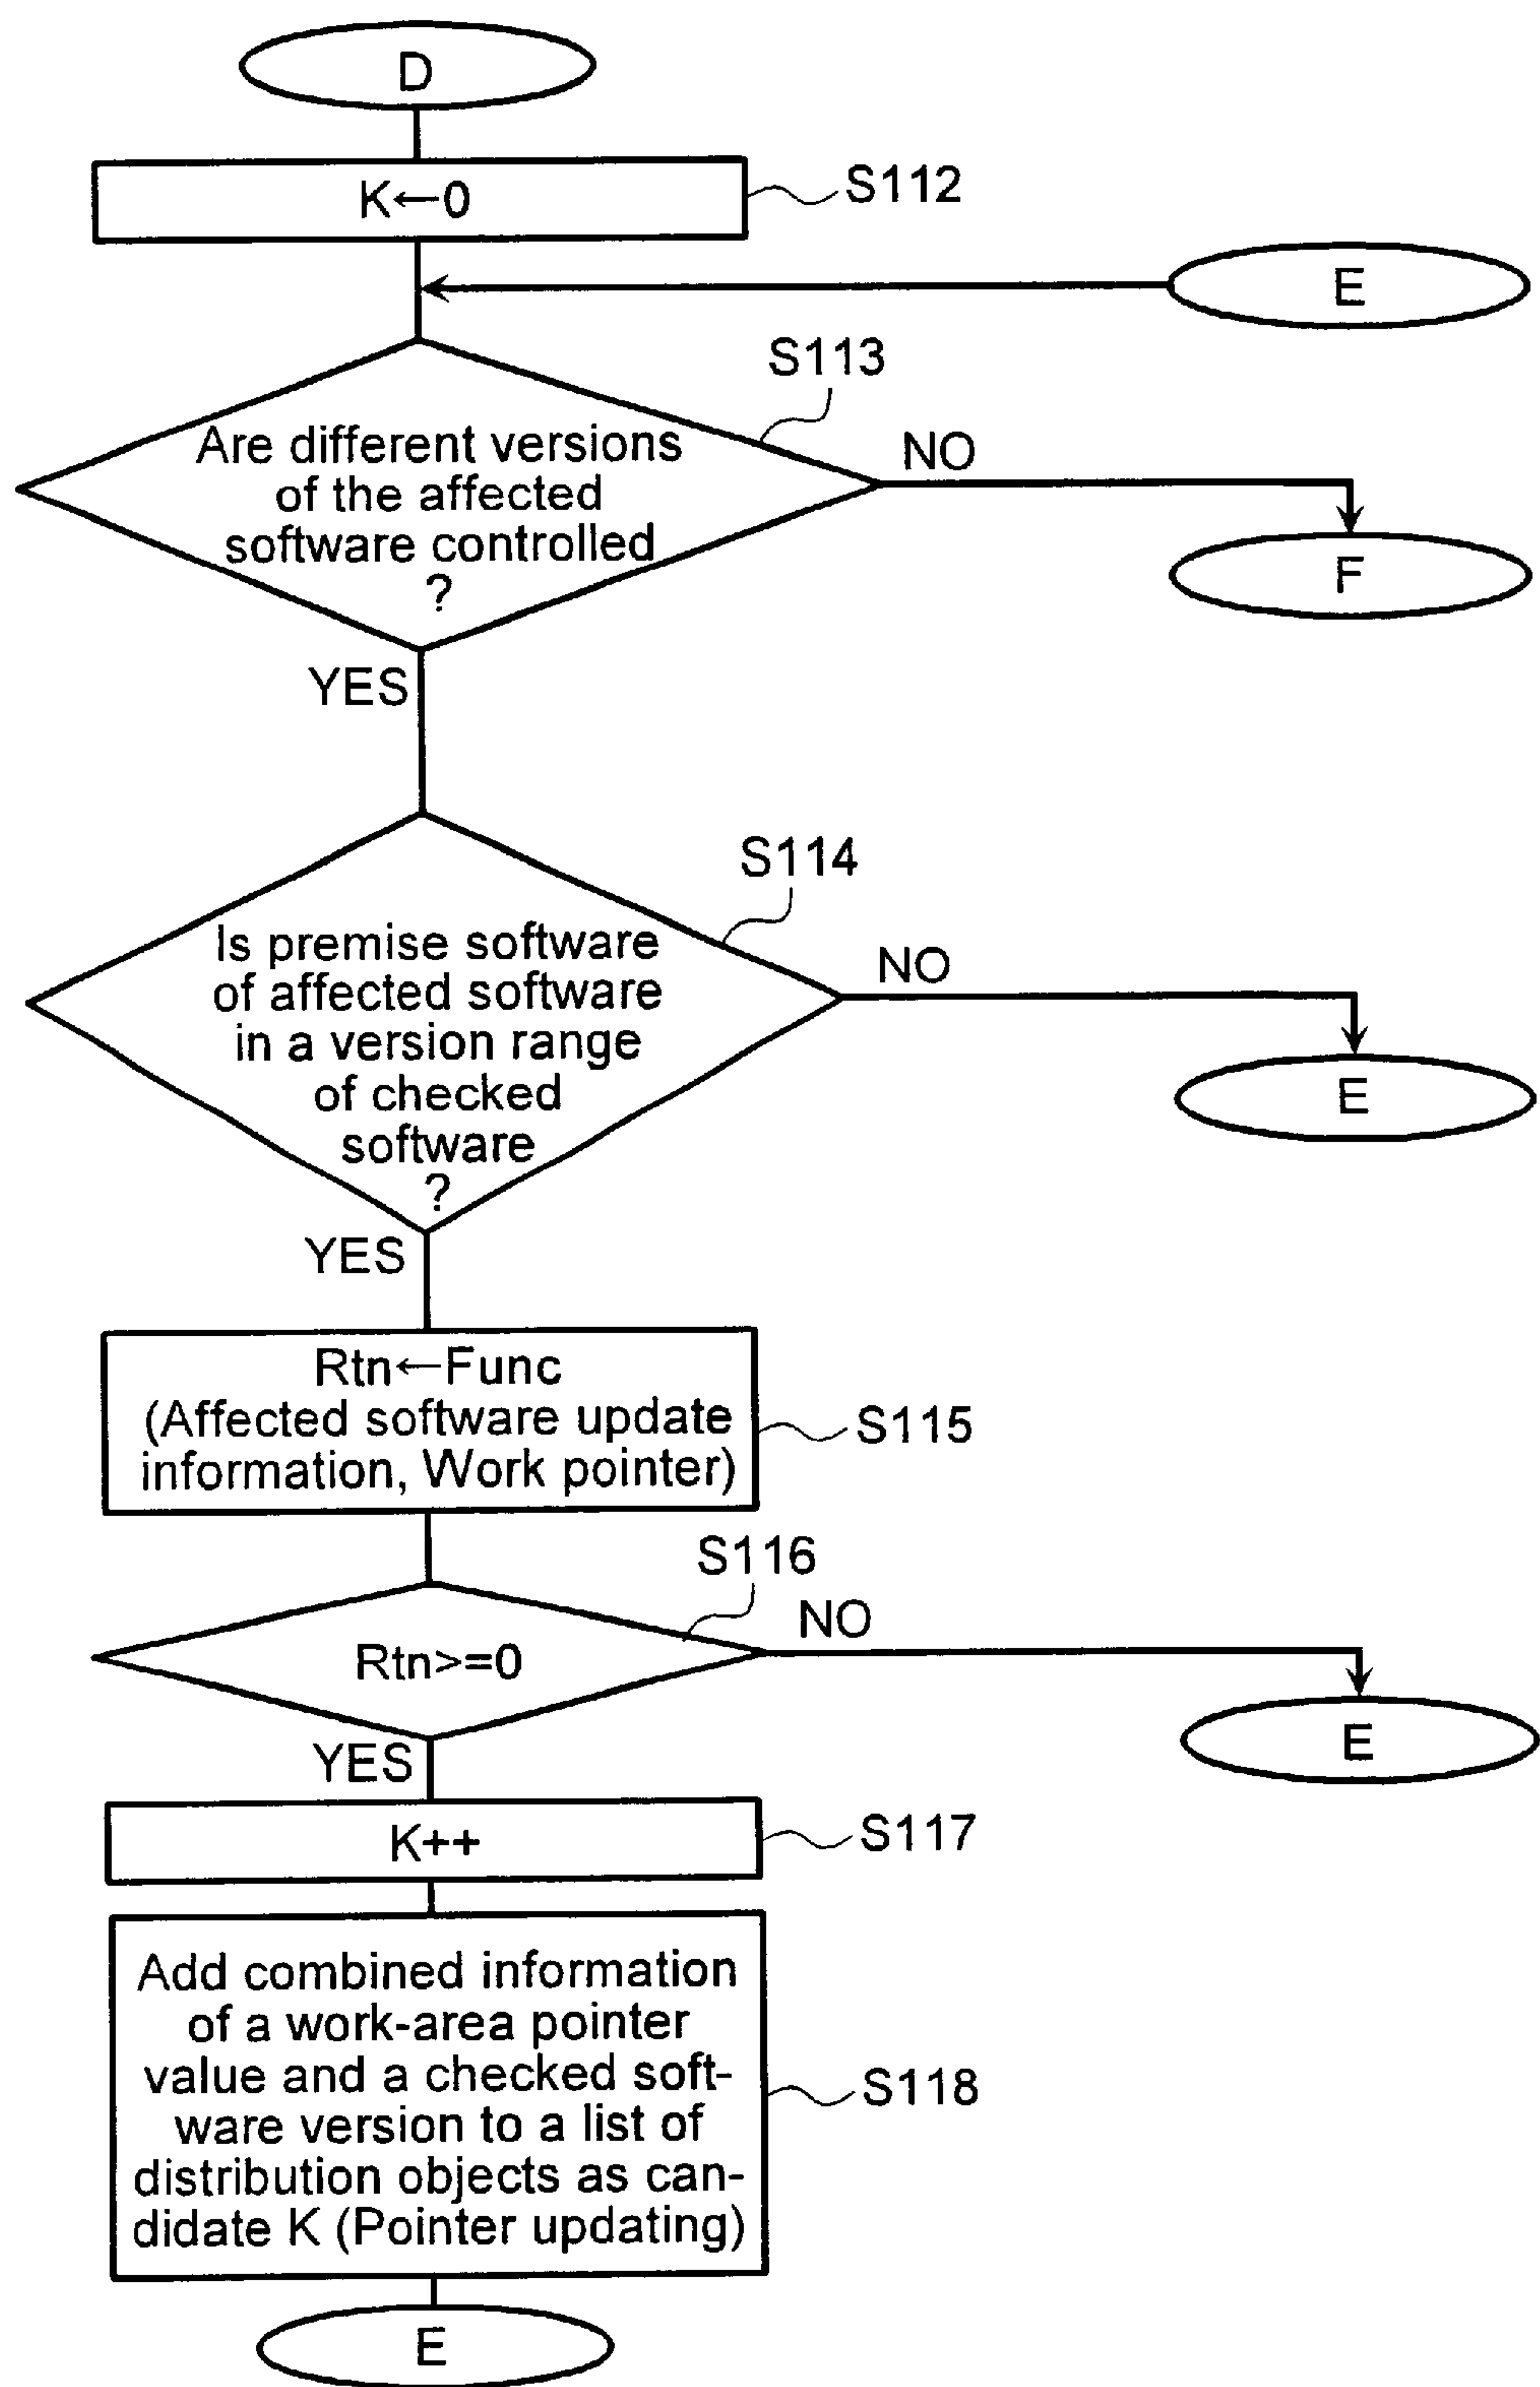 D
K←0
S112
E
S113
Are different versions
of the affected
software controlled
?
NO
F
YES
S114
Is premise software
of affected software
in a version range
of checked
software
?
NO
E
YES
Rtn←Func
(Affected software update
information, Work pointer)
S115
S116
Rtn>=0
NO
E
YES
K++
S117
Add combined information
of a work-area pointer
value and a checked soft-
ware version to a list of
distribution objects as can-
didate K (Pointer updating)
S118
E